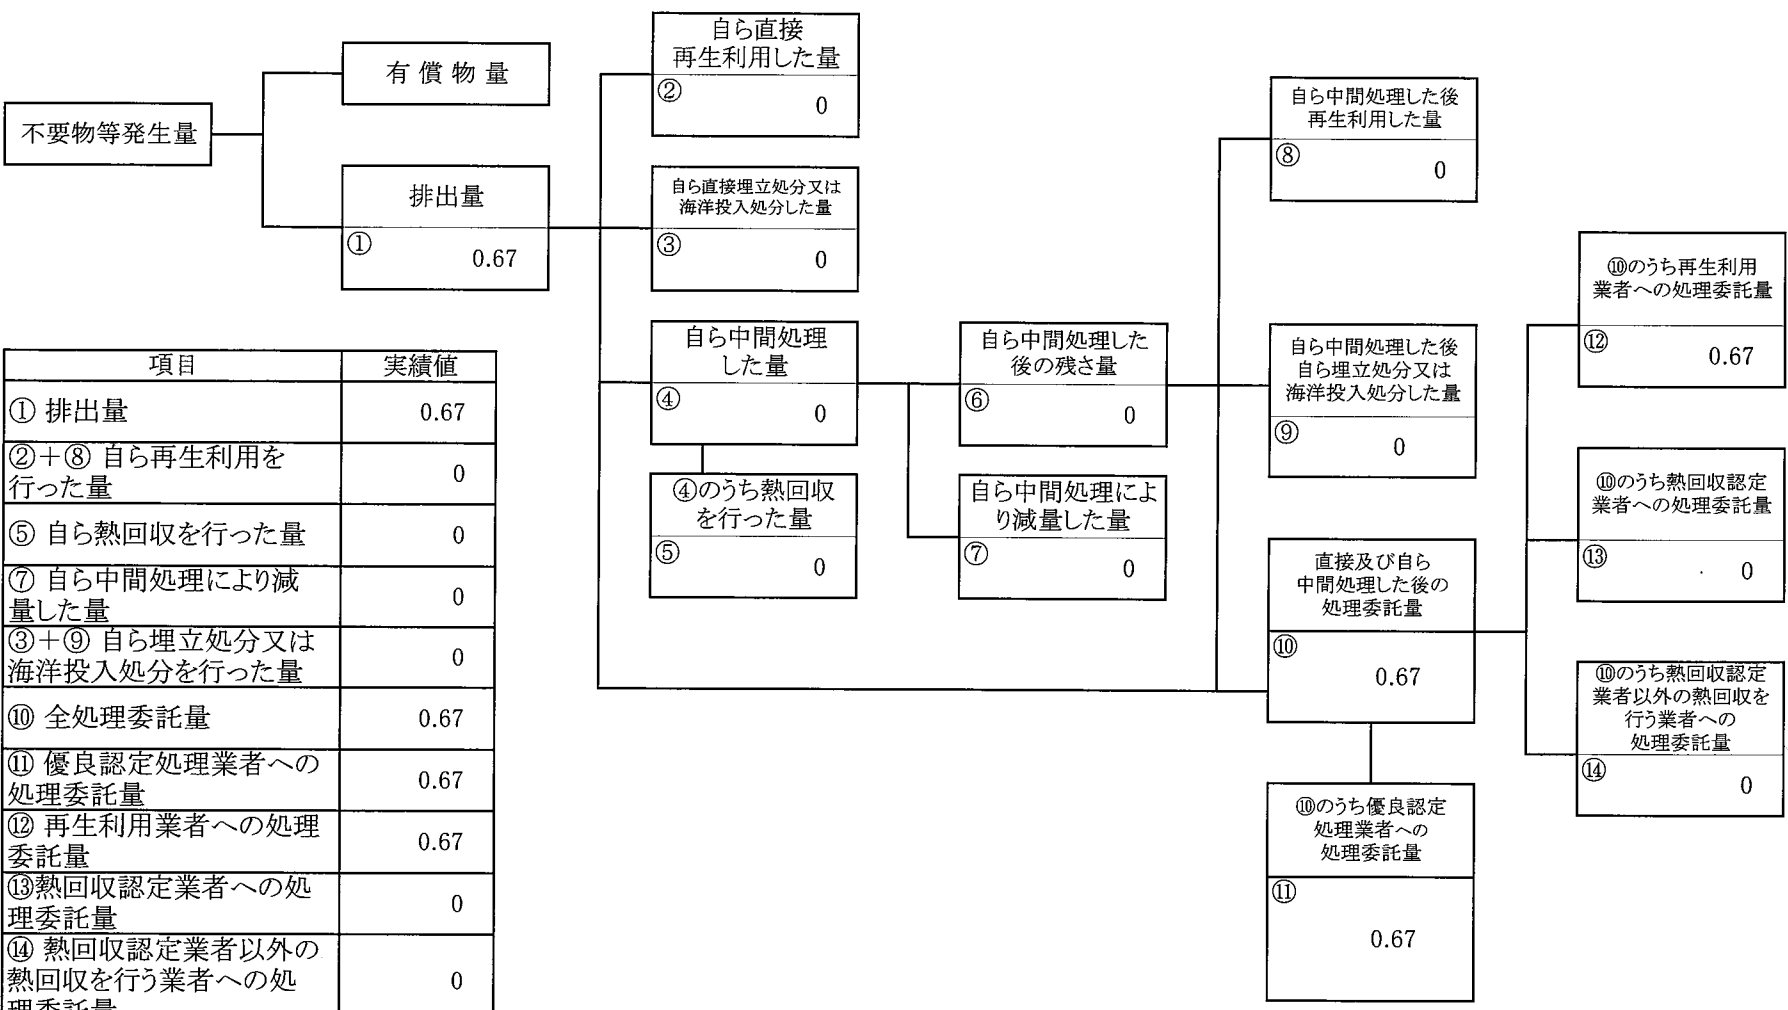 不要物等発生量
有償物量
排出量
①
0.67
自ら直接
再生利用した量
②
0
自ら直接埋立処分又は
海洋投入処分した量
③
0
自ら中間処理
した量
④
0
④のうち熱回収
を行った量
⑤
0
自ら中間処理した
後の残さ量
⑥
0
自ら中間処理によ
り減量した量
⑦
0
自ら中間処理した後
再生利用した量
⑧
0
自ら中間処理した後
自ら埋立処分又は
海洋投入処分した量
⑨
0
直接及び自ら
中間処理した後の
処理委託量
⑩
0.67
⑩のうち優良認定
処理業者への
処理委託量
⑪
0.67
⑩のうち再生利用
業者への処理委託量
⑫
0.67
⑩のうち熱回収認定
業者への処理委託量
⑬
0
⑩のうち熱回収認定
業者以外の熱回収を
行う業者への
処理委託量
⑭
0
項目 実績値
① 排出量 0.67
②+⑧ 自ら再生利用を
行った量 0
⑤ 自ら熱回収を行った量 0
⑦ 自ら中間処理により減
量した量 0
③+⑨ 自ら埋立処分又は
海洋投入処分を行った量 0
⑩ 全処理委託量 0.67
⑪ 優良認定処理業者への
処理委託量 0.67
⑫ 再生利用業者への処理
委託量 0.67
⑬熱回収認定業者への処
理委託量 0
⑭ 熱回収認定業者以外の
熱回収を行う業者への処 0
理委託量